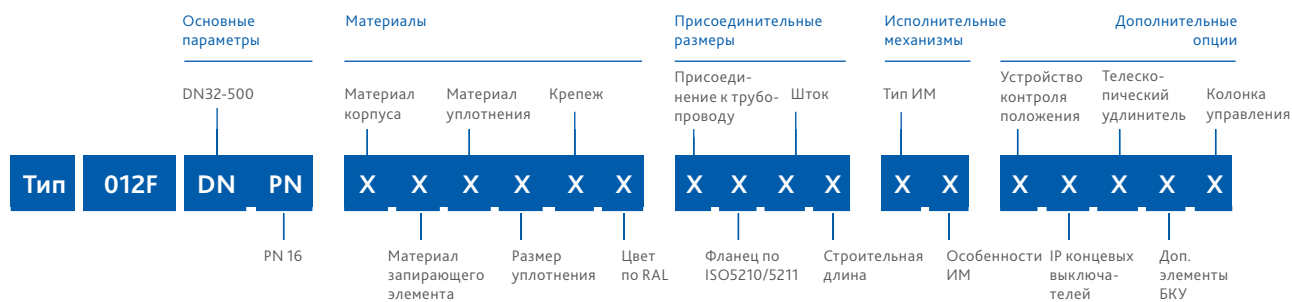 Основные
параметры
Материалы
Присоединительные
размеры
Исполнительные
механизмы
Дополнительные
опции
DN32-500
Материал
корпуса
Материал
уплотнения
Крепеж
Присоеди-
нение к трубо-
проводу
Шток
Тип ИМ
Устройство
контроля
положения
Телеско-
пический
удлинитель
Колонка
управления
Тип 012F DN PN X X X X X X X X X X X X X X X X X
PN 16
Материал
запирающего
элемента
Размер
уплотнения
Цвет
по RAL
Фланец по
ISO5210/5211
Строительная
длина
Особенности
ИМ
IP концевых
выключа-
телей
Доп.
элементы
БКУ